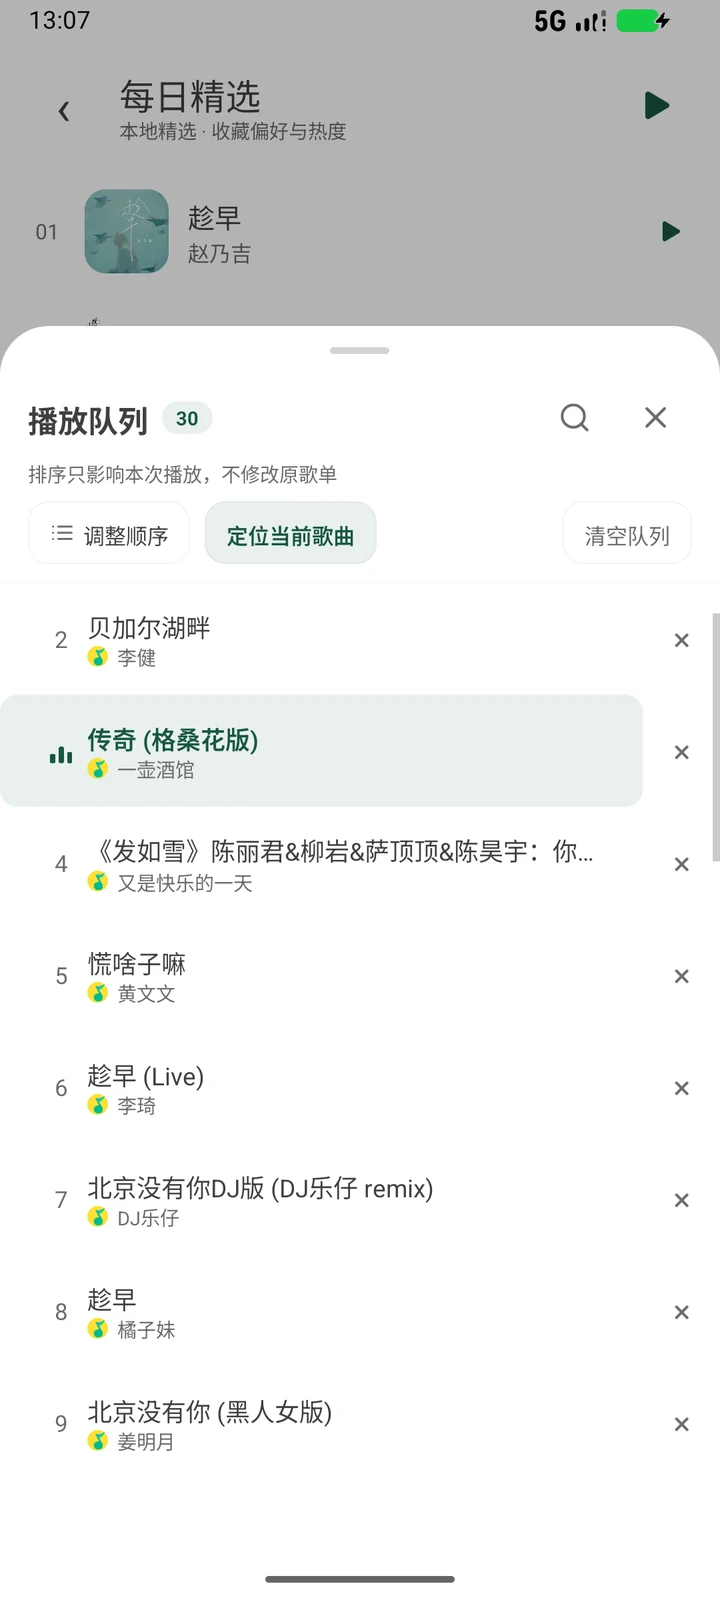 13:07
5G
每日精选
本地精选 · 收藏偏好与热度
01
趁早
赵乃吉
播放队列 30
排序只影响本次播放，不修改原歌单
调整顺序 定位当前歌曲 清空队列
2 贝加尔湖畔
李健
传奇 (格桑花版)
一壶酒馆
4 《发如雪》陈丽君&柳岩&萨顶顶&陈昊宇：你...
又是快乐的一天
5 慌啥子嘛
黄文文
6 趁早 (Live)
李琦
7 北京没有你DJ版 (DJ乐仔 remix)
DJ乐仔
8 趁早
橘子妹
9 北京没有你 (黑人女版)
姜明月